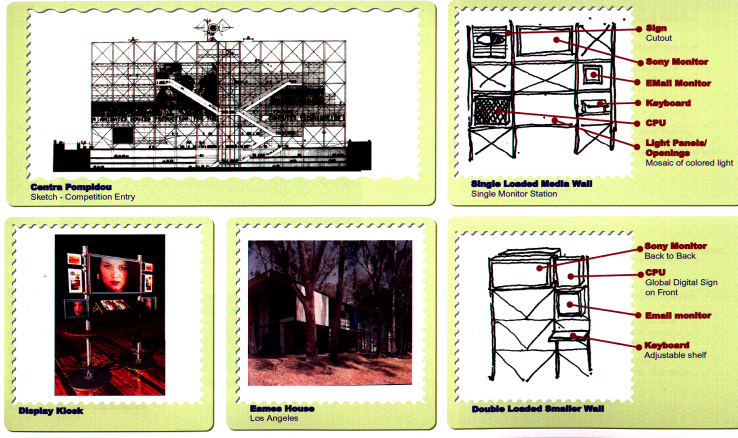 Centra Pompidou
Sketch - Competition Entry
Sign
Cutout
Sony Monitor
EMail Monitor
Keyboard
CPU
Light Panels/
Openings
Mosaic of colored light
Single Loaded Media Wall
Single Monitor Station
Display Kiosk
Eames House
Los Angeles
Sony Monitor
Back to Back
CPU
Global Digital Sign
on Front
Email monitor
Keyboard
Adjustable shelf
Double Loaded Smaller Wall